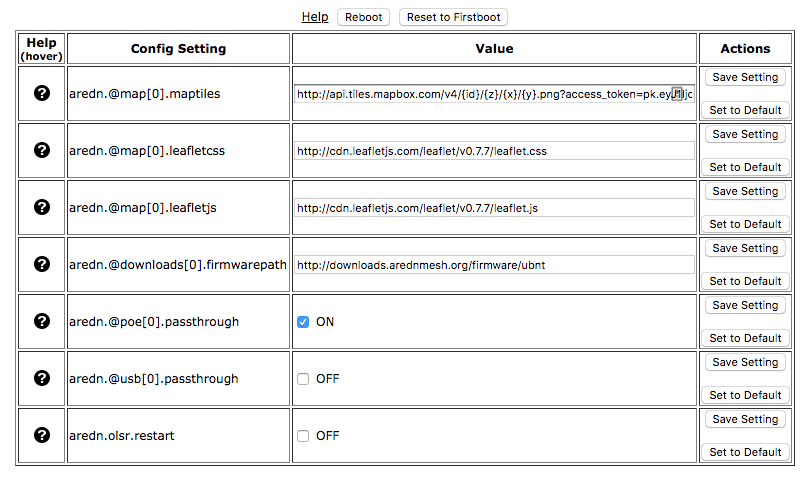 Help Reboot Reset to Firstboot
Help Config Setting Value Actions
(hover)
aredn.@map[0].maptiles http://api.tiles.mapbox.com/v4/{id}/{z}/{x}/{y}.png?access_token=pk. Save Setting
Set to Default
aredn.@map[0].leafletcss http://cdn.leafletjs.com/leaflet/v0.7.7/leaflet.css Save Setting
Set to Default
aredn.@map[0].leafletjs http://cdn.leafletjs.com/leaflet/v0.7.7/leaflet.js Save Setting
Set to Default
aredn.@downloads[0].firmwarepath http://downloads.arednmesh.org/firmware/ubnt Save Setting
Set to Default
aredn.@poe[0].passthrough ON Save Setting
Set to Default
aredn.@usb[0].passthrough OFF Save Setting
Set to Default
aredn.olsr.restart OFF Save Setting
Set to Default